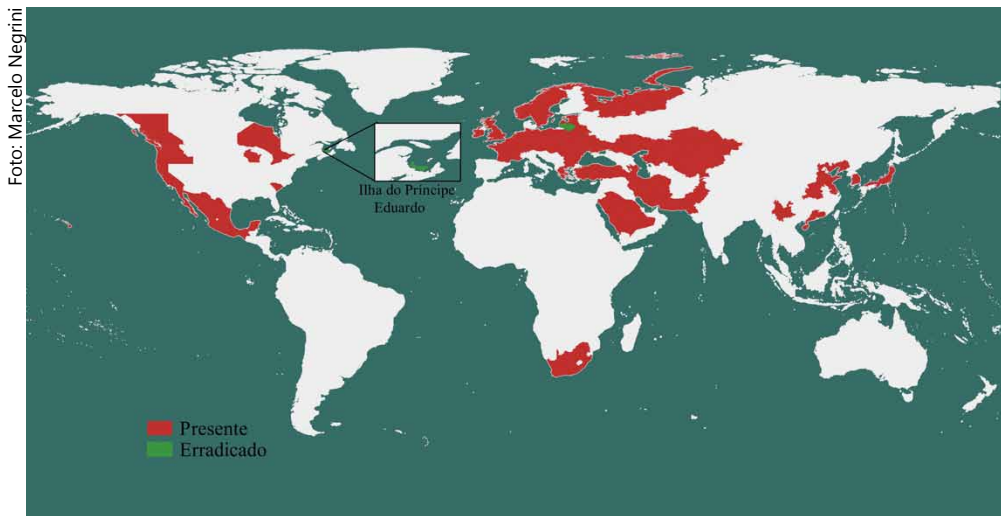 Foto: Marcelo Negrini
Ilha do Príncipe
Eduardo
Presente
Erradicado